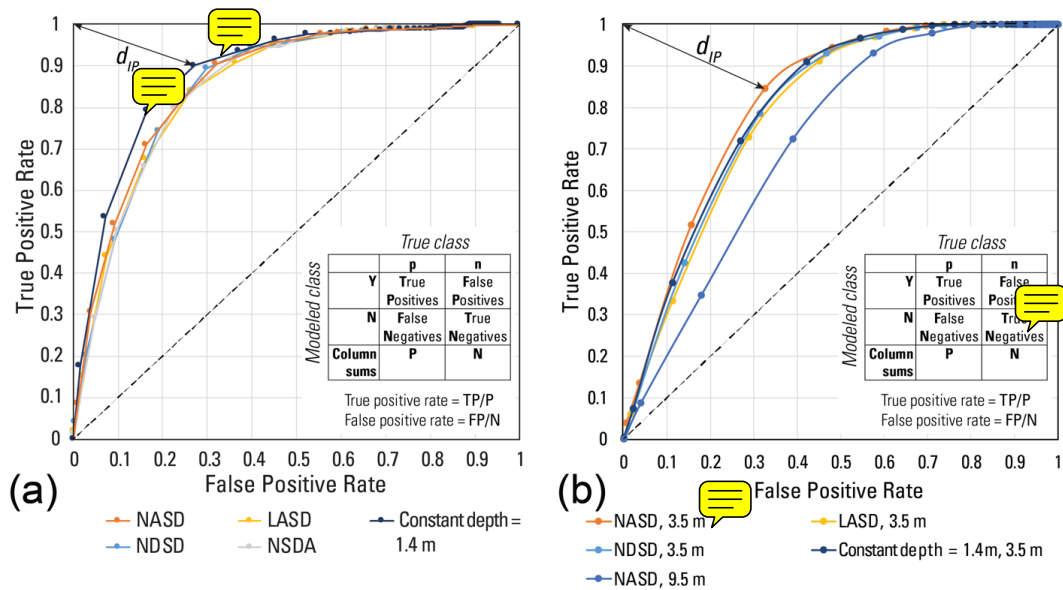 1
0.9
0.8
0.7
0.6
0.5
0.4
0.3
0.2
0.1
0
True Positive Rate
d_IP
True class
Modeled class
p n
Y True Positives False Positives
N False Negatives True Negatives
Column sums P N
True positive rate = TP/P
False positive rate = FP/N
0 0.1 0.2 0.3 0.4 0.5 0.6 0.7 0.8 0.9 1
False Positive Rate
(a)
NASD LASD Constant depth =
NDSD NSDA 1.4 m
1
0.9
0.8
0.7
0.6
0.5
0.4
0.3
0.2
0.1
0
True Positive Rate
d_IP
True class
Modeled class
p n
Y True Positives False
N False Negatives Negatives
Column sums P N
True positive rate = TP/P
False positive rate = FP/N
0 0.1 0.2 0.3 0.4 0.5 0.6 0.7 0.8 0.9 1
False Positive Rate
(b)
NASD, 3.5 m LASD, 3.5 m
NDSD, 3.5 m Constant depth = 1.4m, 3.5 m
NASD, 9.5 m